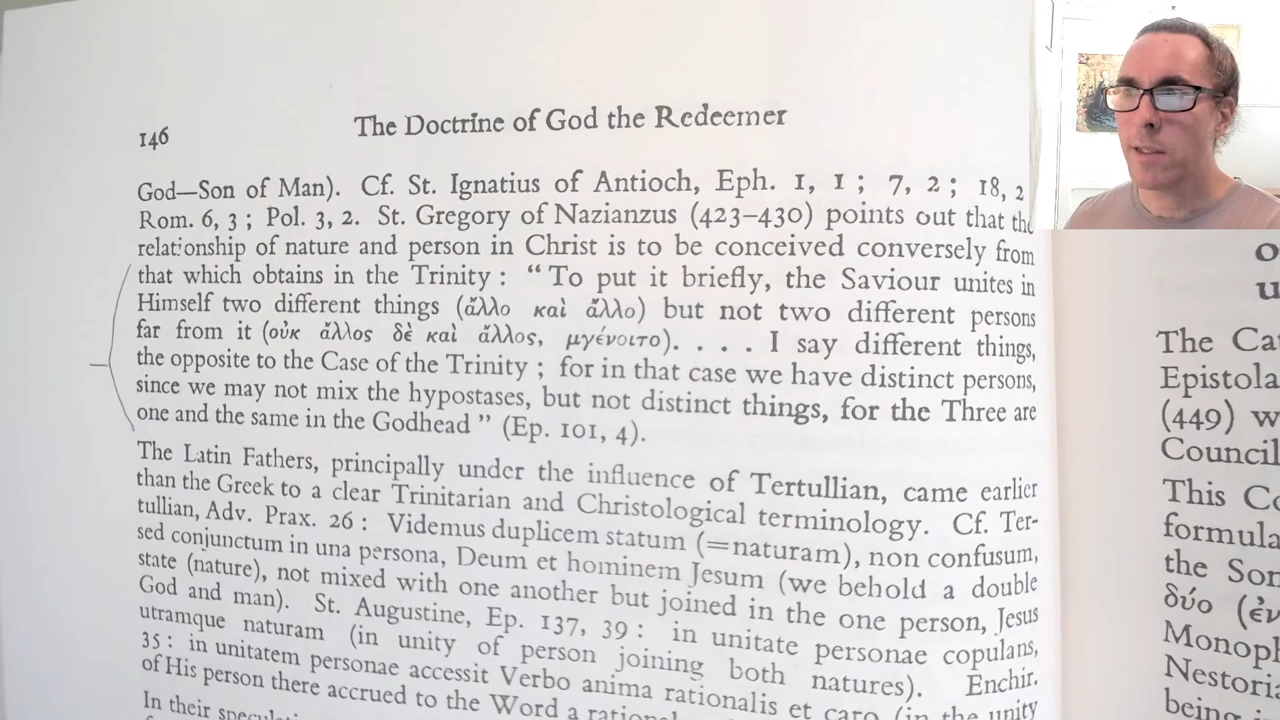 146
The Doctrine of God the Redeemer
God—Son of Man). Cf. St. Ignatius of Antioch, Eph. 1, 1 ; 7, 2 ; 18, 2
Rom. 6, 3 ; Pol. 3, 2. St. Gregory of Nazianzus (423–430) points out that the
relationship of nature and person in Christ is to be conceived conversely from
that which obtains in the Trinity : “To put it briefly, the Saviour unites in
Himself two different things (ἄλλο καὶ ἄλλο) but not two different persons
far from it (οὐκ ἄλλος δὲ καὶ ἄλλος, μγένοιτο). . . . I say different things,
the opposite to the Case of the Trinity ; for in that case we have distinct persons,
since we may not mix the hypostases, but not distinct things, for the Three are
one and the same in the Godhead ” (Ep. 101, 4).
The Latin Fathers, principally under the influence of Tertullian, came earlier
than the Greek to a clear Trinitarian and Christological terminology. Cf. Ter-
tullian, Adv. Prax. 26 : Videmus duplicem statum (=naturam), non confusum,
sed conjunctum in una persona, Deum et hominem Jesum (we behold a double
state (nature), not mixed with one another but joined in the one person, Jesus
God and man). St. Augustine, Ep. 137, 39 : in unitate personae copulans,
utramque naturam (in unity of person joining both natures). Enchir.
35 : in unitatem personae accessit Verbo anima rationalis et caro (in the unity
of His person there accrued to the Word a
In their
The
Epistola
(449)
Council
This
formula
the
δύο
being